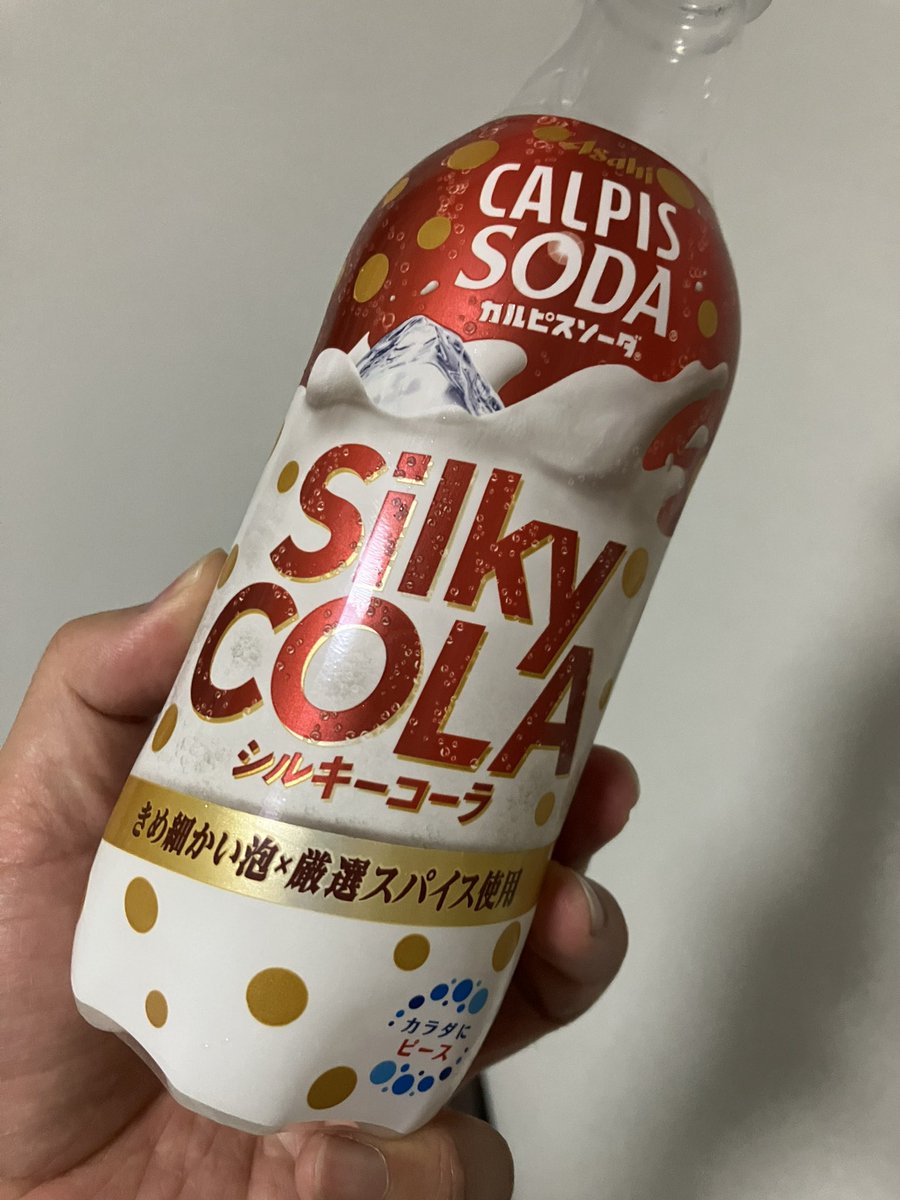 Asahi
CALPIS
SODA
カルピスソーダ
Silky
COLA
シルキーコーラ
きめ細かい泡×厳選スパイス使用
カラダに
ピース